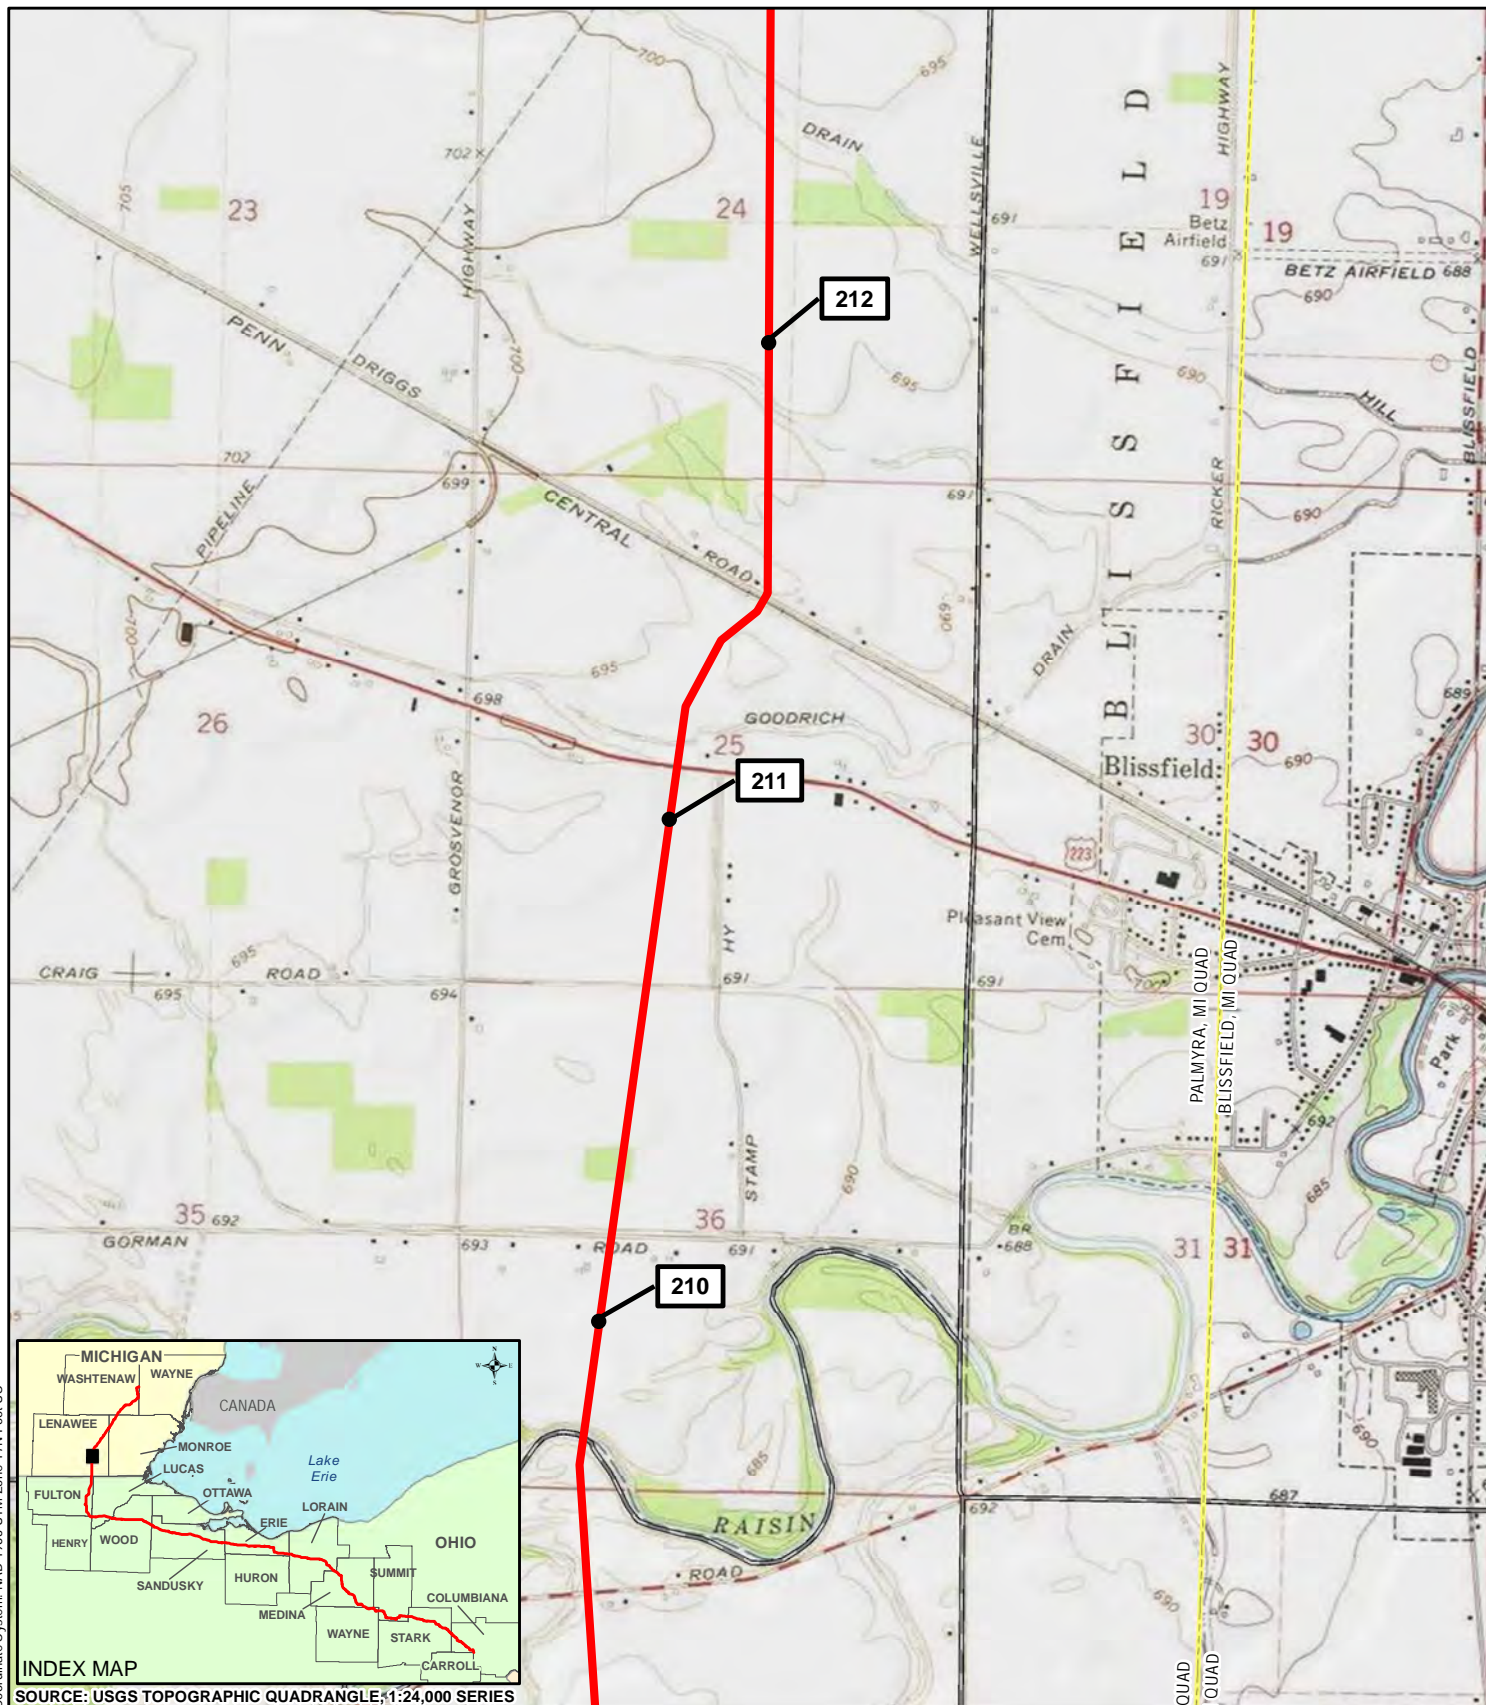 700
695
DRAIN
HIGHWAY
702
705
23
24
HIGHWAY
WELLSVILLE
691
BLISSFIELD
19
Betz
Airfield
691
19
BETZ AIRFIELD
688
690
212
PENN
DRIGGS
700
695
690
HILL
BLISSFIELD
702
699
PIPELINE
CENTRAL
ROAD
691
RICKER
690
700
690
DRAIN
695
698
689
26
GOODRICH
25
30
30
690
Blissfield
211
GROSVENOR
223
HY
Pleasant View
Cem
CRAIG
695
ROAD
695
694
691
691
700
PALMYRA, MI QUAD
BLISSFIELD, MI QUAD
Park
692
STAMP
690
685
35
692
36
GORMAN
693
ROAD
691
BR
688
31
31
210
685
690
692
687
RAISIN
ROAD
690
QUAD
QUAD
MICHIGAN
WASHTENAW
WAYNE
N
W
E
S
CANADA
LENAWEE
MONROE
LUCAS
Lake
Erie
FULTON
OTTAWA
LORAIN
ERIE
HENRY
WOOD
OHIO
SANDUSKY
HURON
SUMMIT
MEDINA
COLUMBIANA
WAYNE
STARK
CARROLL
INDEX MAP
SOURCE: USGS TOPOGRAPHIC QUADRANGLE, 1:24,000 SERIES